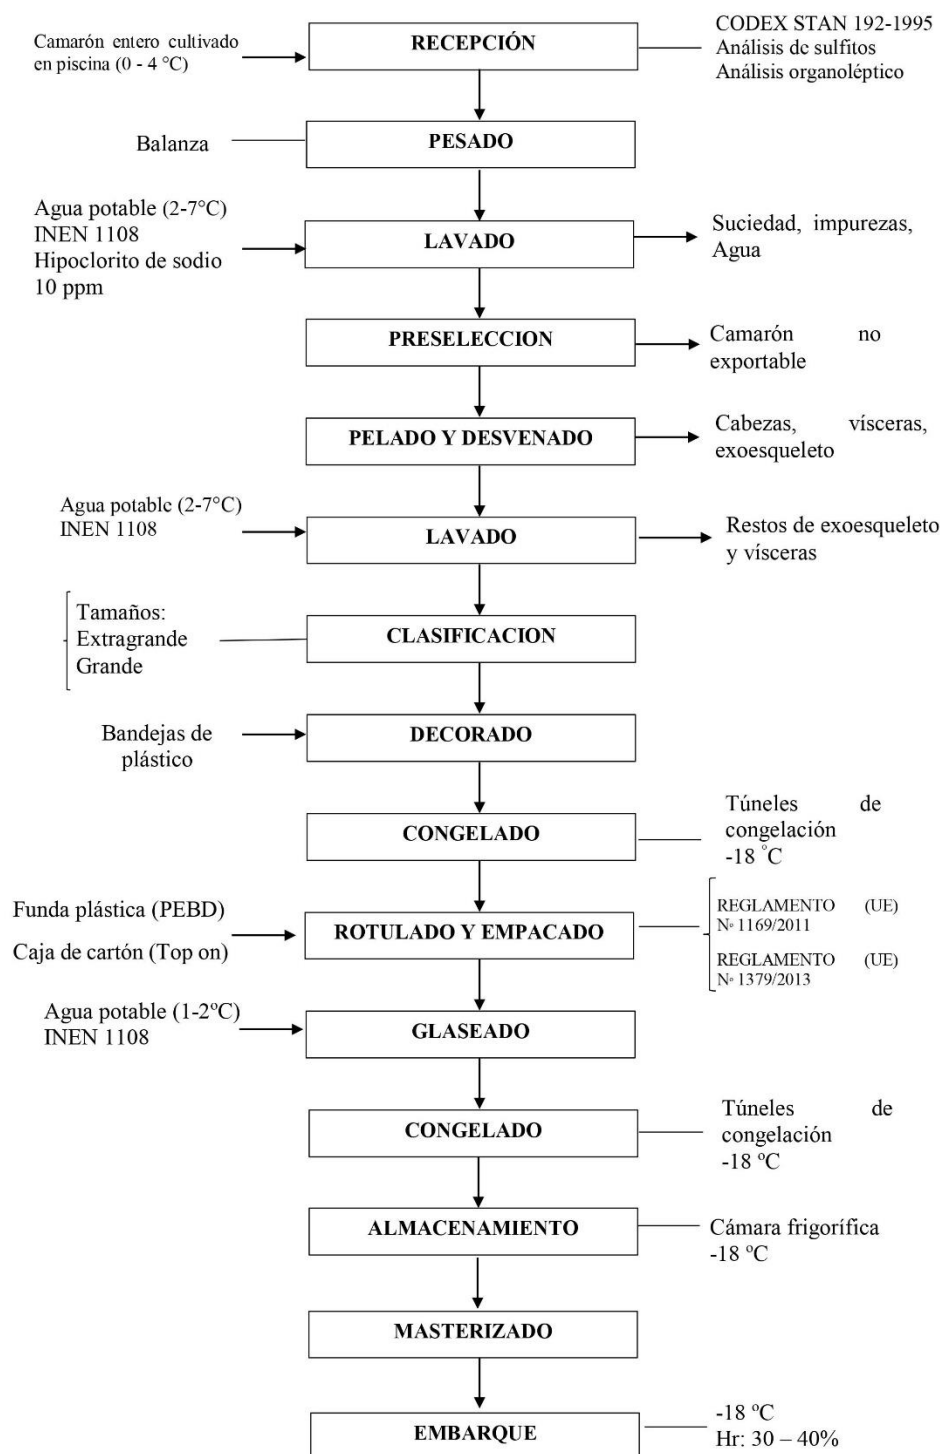 Camarón entero cultivado
en piscina (0 - 4 °C)
RECEPCIÓN
CODEX STAN 192-1995
Análisis de sulfitos
Análisis organoléptico
Balanza
PESADO
Agua potable (2-7°C)
INEN 1108
Hipoclorito de sodio
10 ppm
LAVADO
Suciedad, impurezas,
Agua
PRESELECCION
Camarón no
exportable
PELADO Y DESVENADO
Cabezas, vísceras,
exoesqueleto
Agua potable (2-7°C)
INEN 1108
LAVADO
Restos de exoesqueleto
y vísceras
Tamaños:
Extragrande
Grande
CLASIFICACION
Bandejas de
plástico
DECORADO
CONGELADO
Túneles de
congelación
-18 °C
Funda plástica (PEBD)
Caja de cartón (Top on)
ROTULADO Y EMPACADO
REGLAMENTO (UE)
Nº 1169/2011
REGLAMENTO (UE)
Nº 1379/2013
Agua potable (1-2ºC)
INEN 1108
GLASEADO
CONGELADO
Túneles de
congelación
-18 ºC
ALMACENAMIENTO
Cámara frigorífica
-18 ºC
MASTERIZADO
EMBARQUE
-18 ºC
Hr: 30 – 40%